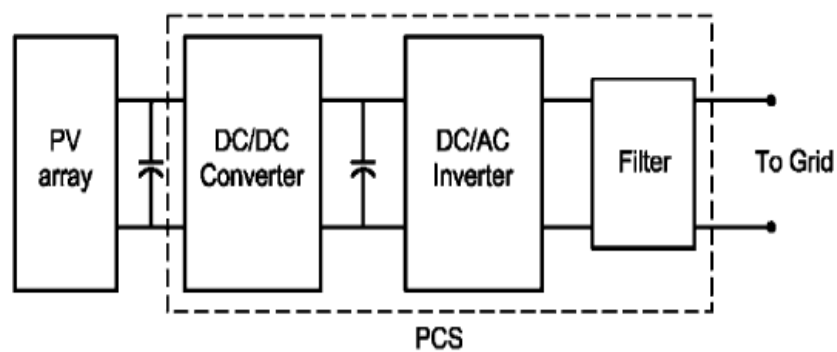 PV
array
DC/DC
Converter
DC/AC
Inverter
Filter
To Grid
PCS